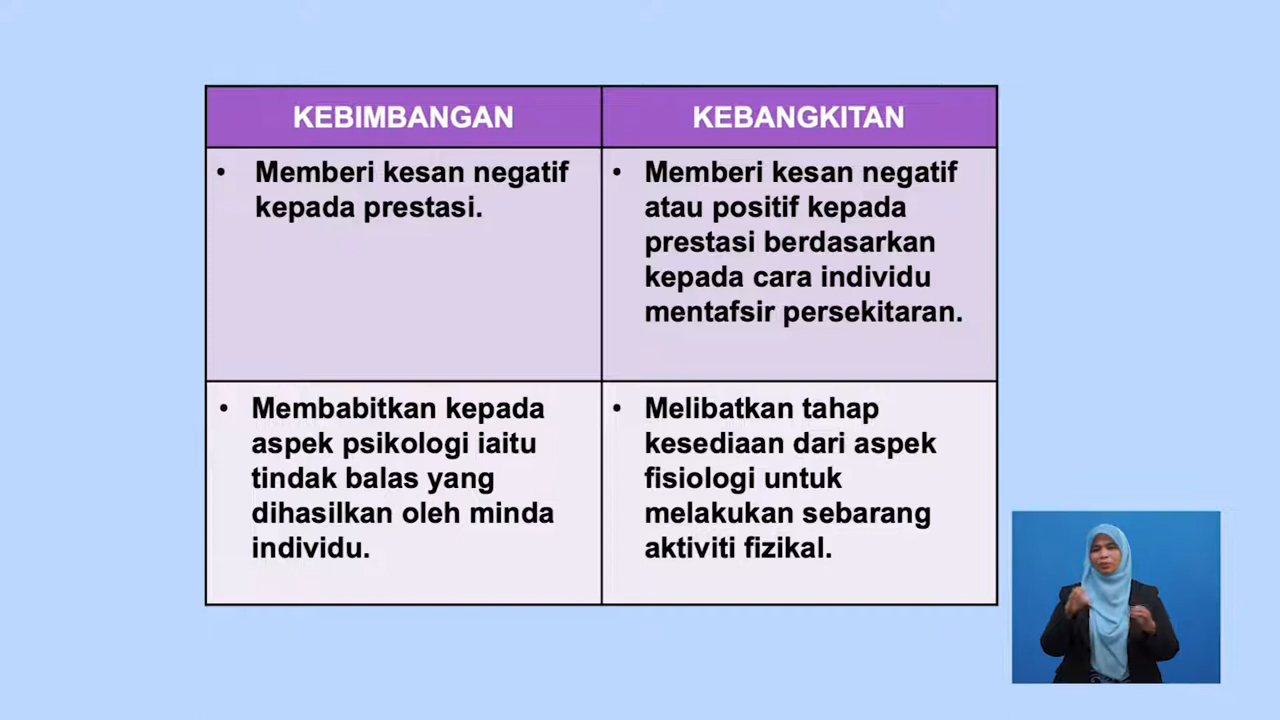 KEBIMBANGAN
KEBANGKITAN
• Memberi kesan negatif
kepada prestasi.
• Memberi kesan negatif
atau positif kepada
prestasi berdasarkan
kepada cara individu
mentafsir persekitaran.
• Membabitkan kepada
aspek psikologi iaitu
tindak balas yang
dihasilkan oleh minda
individu.
• Melibatkan tahap
kesediaan dari aspek
fisiologi untuk
melakukan sebarang
aktiviti fizikal.